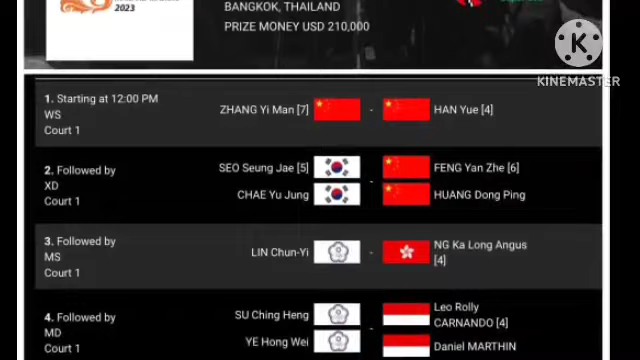 2023
BANGKOK, THAILAND
PRIZE MONEY USD 210,000
KINEMASTER
1. Starting at 12:00 PM
WS
Court 1
ZHANG Yi Man [7]
-
HAN Yue [4]
2. Followed by
XD
Court 1
SEO Seung Jae [5]
CHAE Yu Jung
-
FENG Yan Zhe [6]
HUANG Dong Ping
3. Followed by
MS
Court 1
LIN Chun-Yi
-
NG Ka Long Angus
[4]
4. Followed by
MD
Court 1
SU Ching Heng
YE Hong Wei
-
Leo Rolly
CARNANDO [4]
Daniel MARTHIN